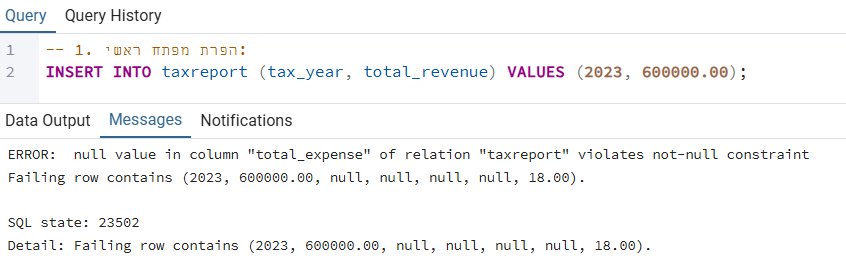 Query Query History
1 -- 1. הפרת מפתח ראשי:
2 INSERT INTO taxreport (tax_year, total_revenue) VALUES (2023, 600000.00);
Data Output Messages Notifications
ERROR:  null value in column "total_expense" of relation "taxreport" violates not-null constraint
Failing row contains (2023, 600000.00, null, null, null, null, 18.00).
SQL state: 23502
Detail: Failing row contains (2023, 600000.00, null, null, null, null, 18.00).